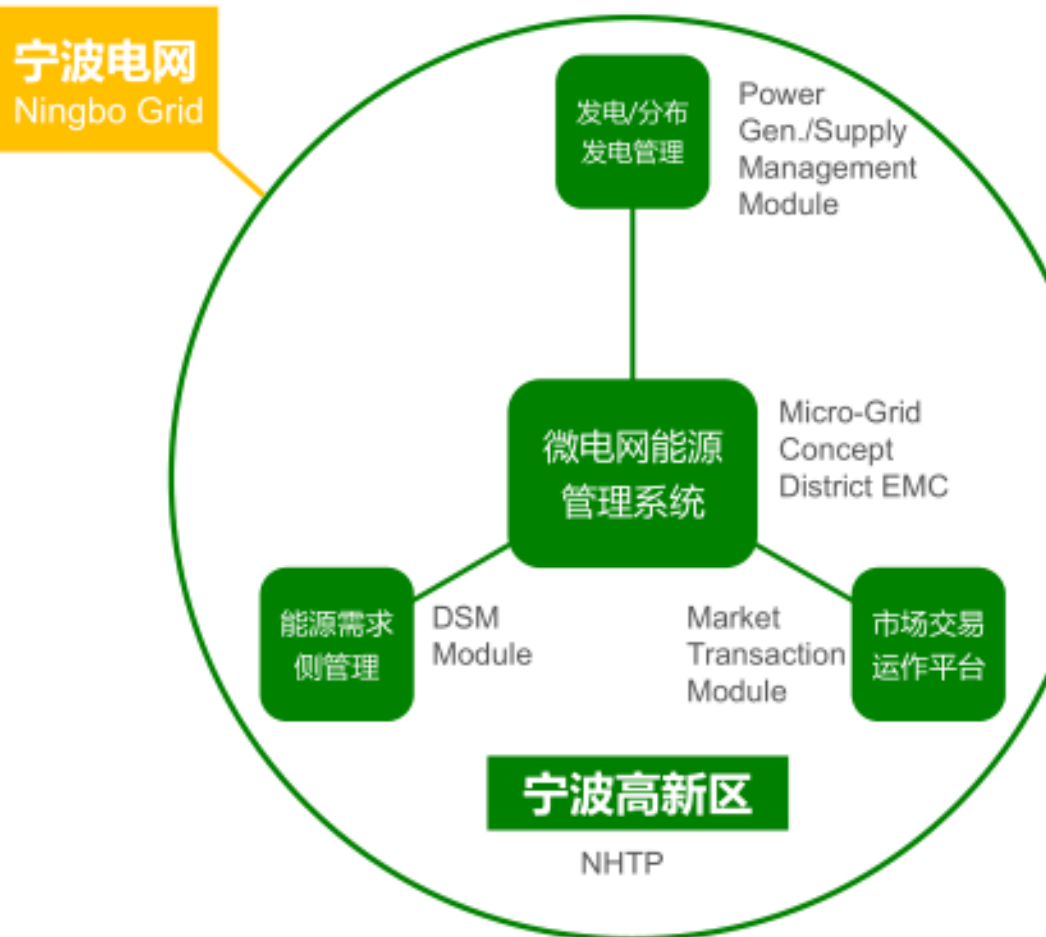 宁波电网
Ningbo Grid
发电/分布
发电管理
Power
Gen./Supply
Management
Module
微电网能源
管理系统
Micro-Grid
Concept
District EMC
能源需求
侧管理
DSM
Module
Market
Transaction
Module
市场交易
运作平台
宁波高新区
NHTP